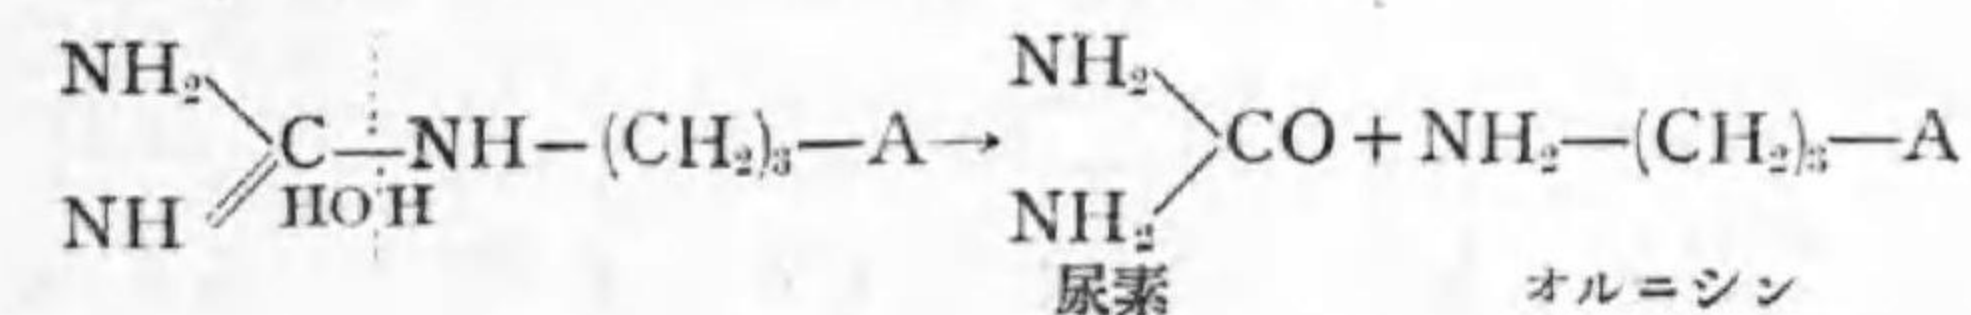 NH₂ NH₂
C—NH—(CH₂)₃—A→ CO+NH₂—(CH₂)₃—A
NH HOH NH₂
尿素 オルニシン